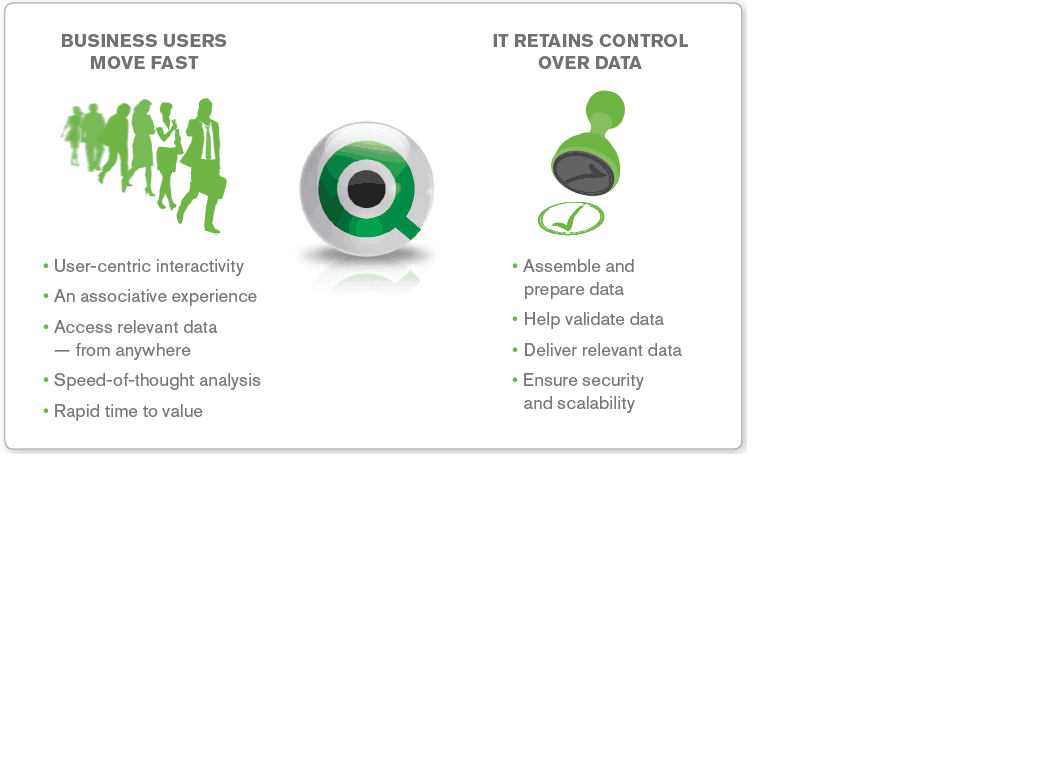 BUSINESS USERS
MOVE FAST
• User-centric interactivity
• An associative experience
• Access relevant data
— from anywhere
• Speed-of-thought analysis
• Rapid time to value
IT RETAINS CONTROL
OVER DATA
• Assemble and
prepare data
• Help validate data
• Deliver relevant data
• Ensure security
and scalability